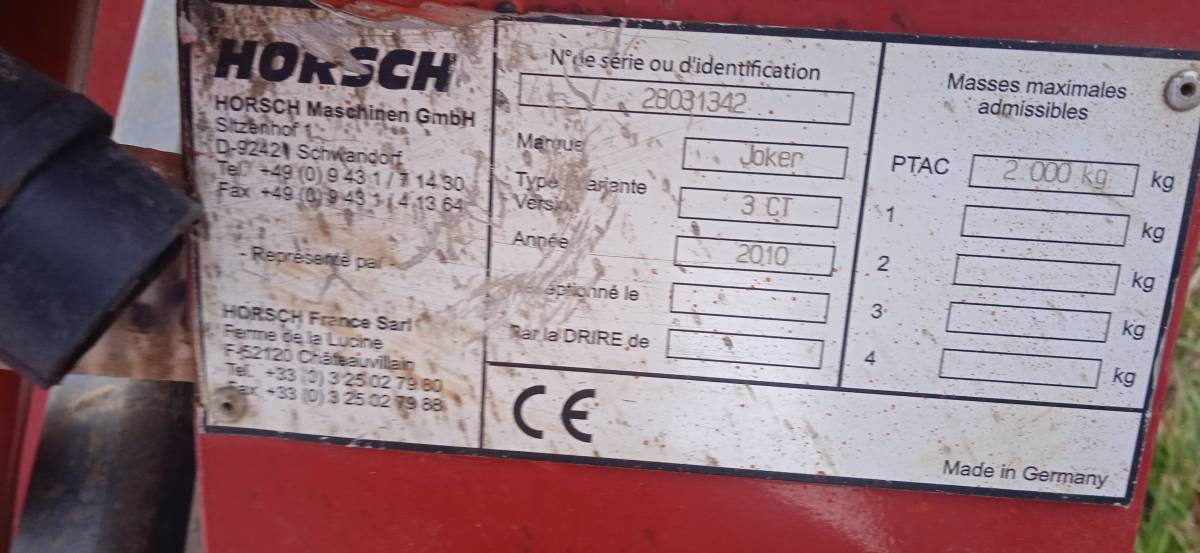 HORSCH
HORSCH Maschinen GmbH
Sitzenhof 1
D-92421 Schwandorf
Tel. +49 (0) 9 43 1 / 7 14 30
Fax +49 (0) 9 43 1 / 4 13 64
- Représenté par -
HORSCH France Sarl
Ferme de la Lucine
F-52120 Châteauvillain
Tel. +33 (0) 3 25 02 79 80
Fax +33 (0) 3 25 02 79 88
N° de série ou d'identification
28031342
Marque Joker
Type
3 CT
Année 2010
le
Par la DRIRE de
CE
Masses maximales
admissibles
PTAC 2 000 kg kg
1 kg
2 kg
3 kg
4 kg
Made in Germany